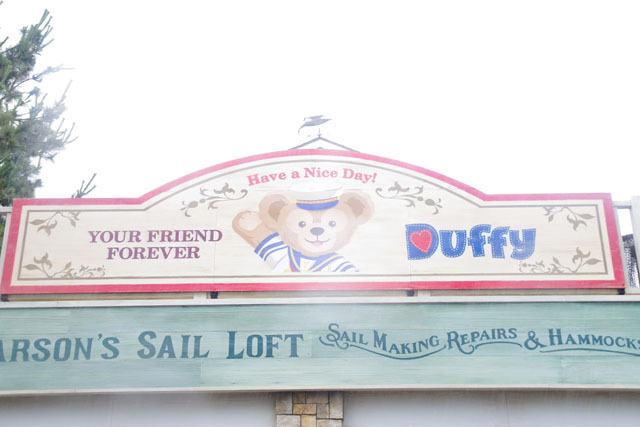 Have a Nice Day!
YOUR FRIEND
FOREVER
Duffy
ARSON'S SAIL LOFT
SAIL MAKING, REPAIRS & HAMMOCKS